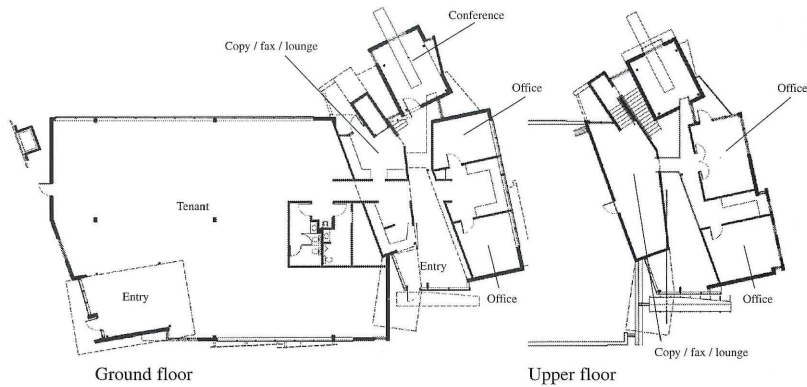 Conference
Copy / fax / lounge
Office
Office
Tenant
Entry
Entry
Office
Office
Copy / fax / lounge
Ground floor
Upper floor